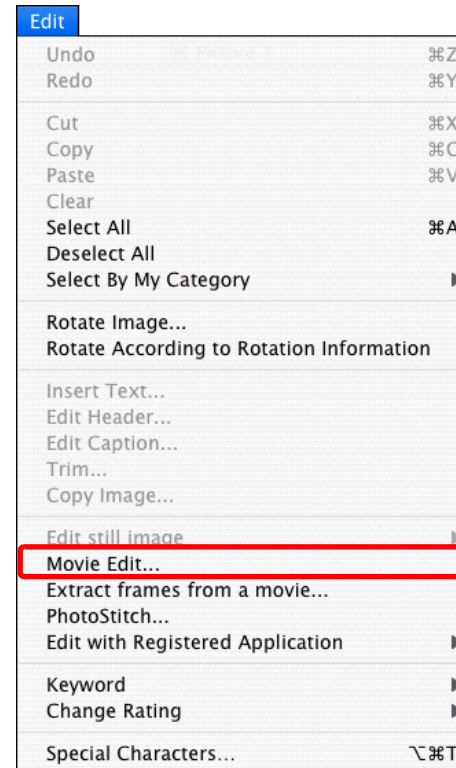 Edit
Undo ⌘Z
Redo ⌘Y
Cut ⌘X
Copy ⌘C
Paste ⌘V
Clear
Select All ⌘A
Deselect All
Select By My Category
Rotate Image...
Rotate According to Rotation Information
Insert Text...
Edit Header...
Edit Caption...
Trim...
Copy Image...
Edit still image
Movie Edit...
Extract frames from a movie...
PhotoStitch...
Edit with Registered Application
Keyword
Change Rating
Special Characters... ⌥⌘T